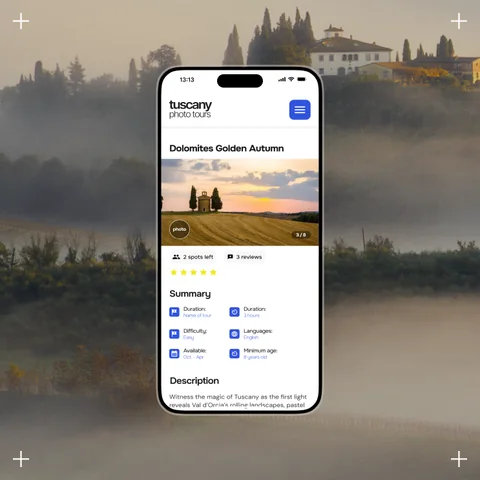 13:13
tuscany
photo tours
Dolomites Golden Autumn
photo
3 / 8
2 spots left
3 reviews
Summary
Duration:
Name of tour
Duration:
3 hours
Difficulty:
Easy
Languages:
English
Available:
Oct - Apr
Minimum age:
8 years old
Description
Witness the magic of Tuscany as the first light
reveals Val d'Orcia's rolling landscapes, pastel